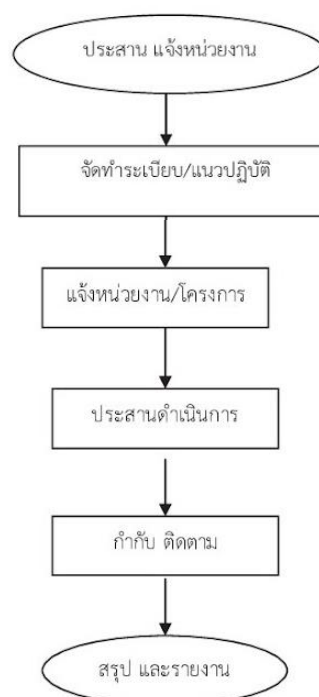 ประสาน แจ้งหน่วยงาน
จัดทำระเบียบ/แนวปฏิบัติ
แจ้งหน่วยงาน/โครงการ
ประสานดำเนินการ
กำกับ ติดตาม
สรุป และรายงาน